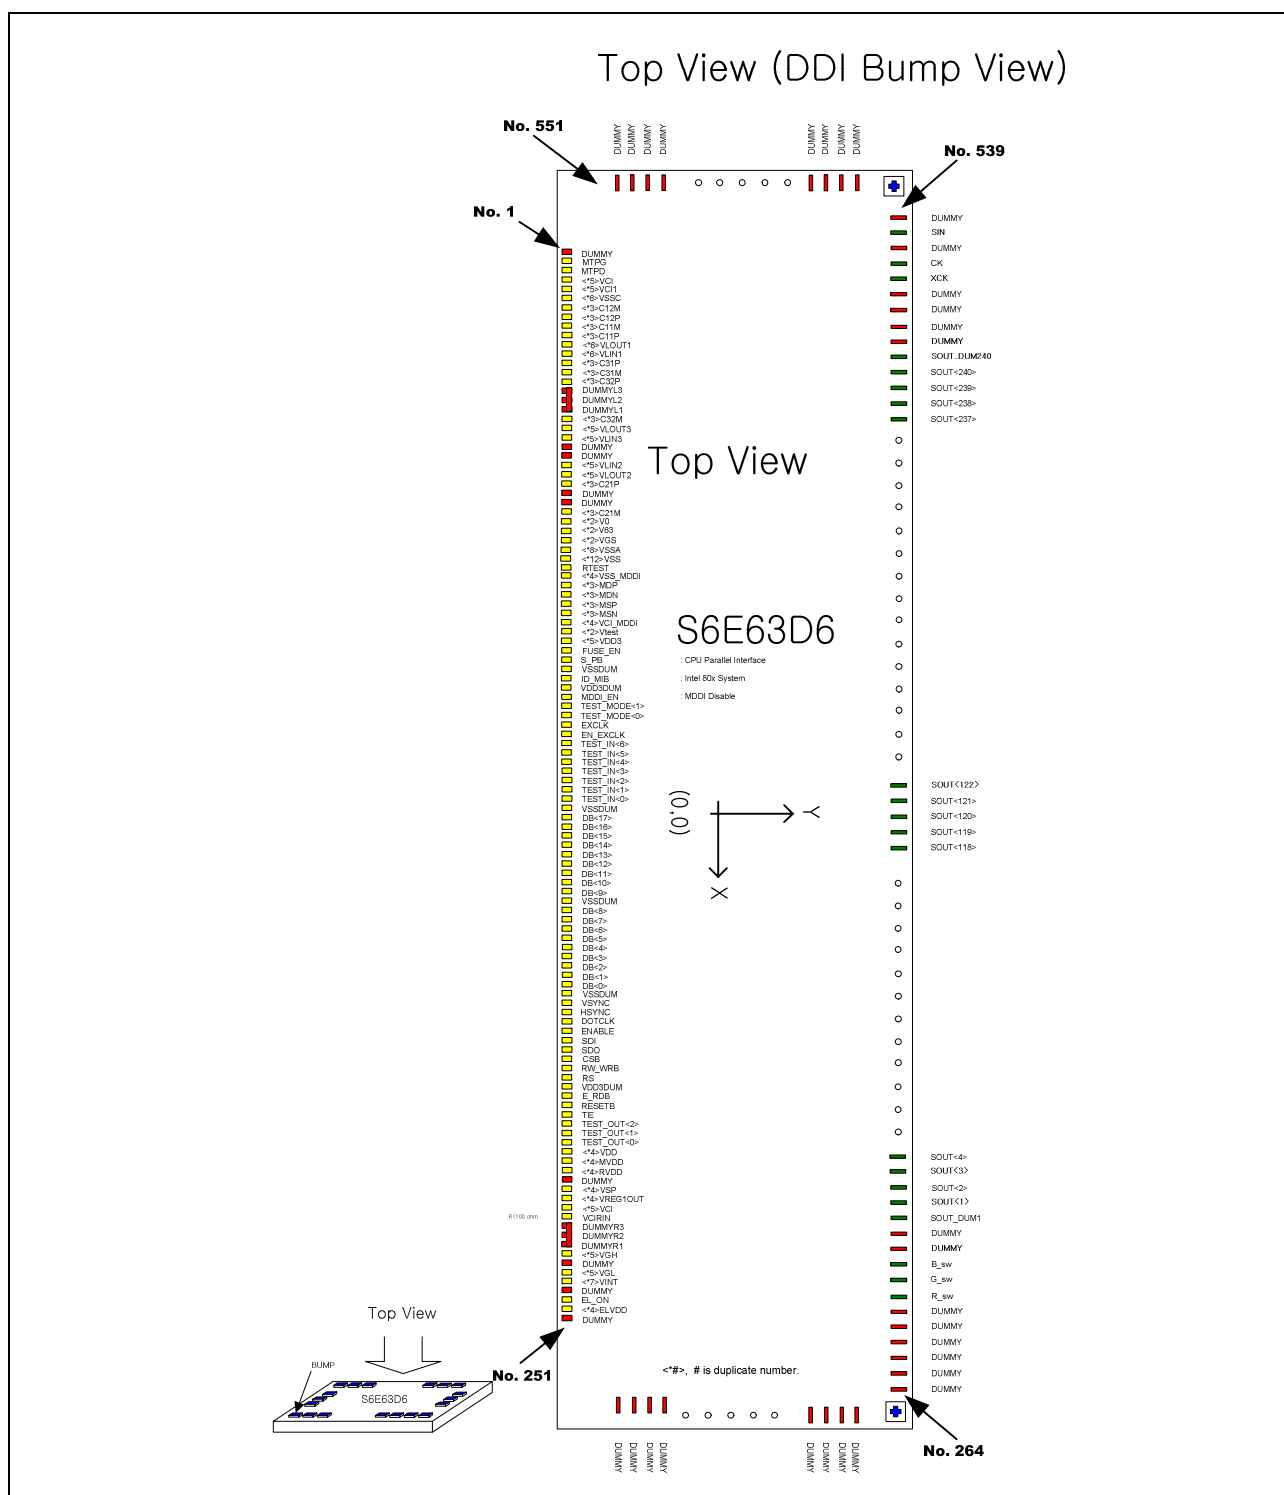 Top View (DDI Bump View)
No. 551
DUMMY
DUMMY
DUMMY
DUMMY
DUMMY
DUMMY
DUMMY
DUMMY
No. 539
No. 1
DUMMY
MTPG
MTPD
<*5>VCI
<*5>VCI1
<*6>VSSC
<*3>C12M
<*3>C12P
<*3>C11M
<*3>C11P
<*6>VLOUT1
<*6>VLIN1
<*3>C31P
<*3>C31M
<*3>C32P
DUMMYL3
DUMMYL2
DUMMYL1
<*3>C32M
<*5>VLOUT3
<*5>VLIN3
DUMMY
DUMMY
<*5>VLIN2
<*5>VLOUT2
<*3>C21P
DUMMY
DUMMY
<*3>C21M
<*2>V0
<*2>V63
<*2>VGS
<*8>VSSA
<*12>VSS
RTEST
<*4>VSS_MDDI
<*3>MDP
<*3>MDN
<*3>MSP
<*3>MSN
<*4>VCI_MDDI
<*2>Vtest
<*5>VDD3
FUSE_EN
S_PB
VSSDUM
ID_MIB
VDD3DUM
MDDI_EN
TEST_MODE<1>
TEST_MODE<0>
EXCLK
EN_EXCLK
TEST_IN<6>
TEST_IN<5>
TEST_IN<4>
TEST_IN<3>
TEST_IN<2>
TEST_IN<1>
TEST_IN<0>
VSSDUM
DB<17>
DB<16>
DB<15>
DB<14>
DB<13>
DB<12>
DB<11>
DB<10>
DB<9>
VSSDUM
DB<8>
DB<7>
DB<6>
DB<5>
DB<4>
DB<3>
DB<2>
DB<1>
DB<0>
VSSDUM
VSYNC
HSYNC
DOTCLK
ENABLE
SDI
SDO
CSB
RW_WRB
RS
VDD3DUM
E_RDB
RESETB
TE
TEST_OUT<2>
TEST_OUT<1>
TEST_OUT<0>
<*4>VDD
<*4>MVDD
<*4>RVDD
DUMMY
<*4>VSP
<*4>VREG1OUT
<*5>VCI
VCIRIN
R<100 ohm
DUMMYR3
DUMMYR2
DUMMYR1
<*5>VGH
DUMMY
<*5>VGL
<*7>VINT
DUMMY
EL_ON
<*4>ELVDD
DUMMY
No. 251
Top View
S6E63D6
: CPU Parallel Interface
: Intel 80x System
: MDDI Disable
(0,0)
Y
X
<*#>, # is duplicate number.
DUMMY
SIN
DUMMY
CK
XCK
DUMMY
DUMMY
DUMMY
DUMMY
SOUT_DUM240
SOUT<240>
SOUT<239>
SOUT<238>
SOUT<237>
SOUT<122>
SOUT<121>
SOUT<120>
SOUT<119>
SOUT<118>
SOUT<4>
SOUT<3>
SOUT<2>
SOUT<1>
SOUT_DUM1
DUMMY
DUMMY
B_sw
G_sw
R_sw
DUMMY
DUMMY
DUMMY
DUMMY
DUMMY
DUMMY
No. 264
DUMMY
DUMMY
DUMMY
DUMMY
DUMMY
DUMMY
DUMMY
DUMMY
Top View
BUMP
S6E63D6